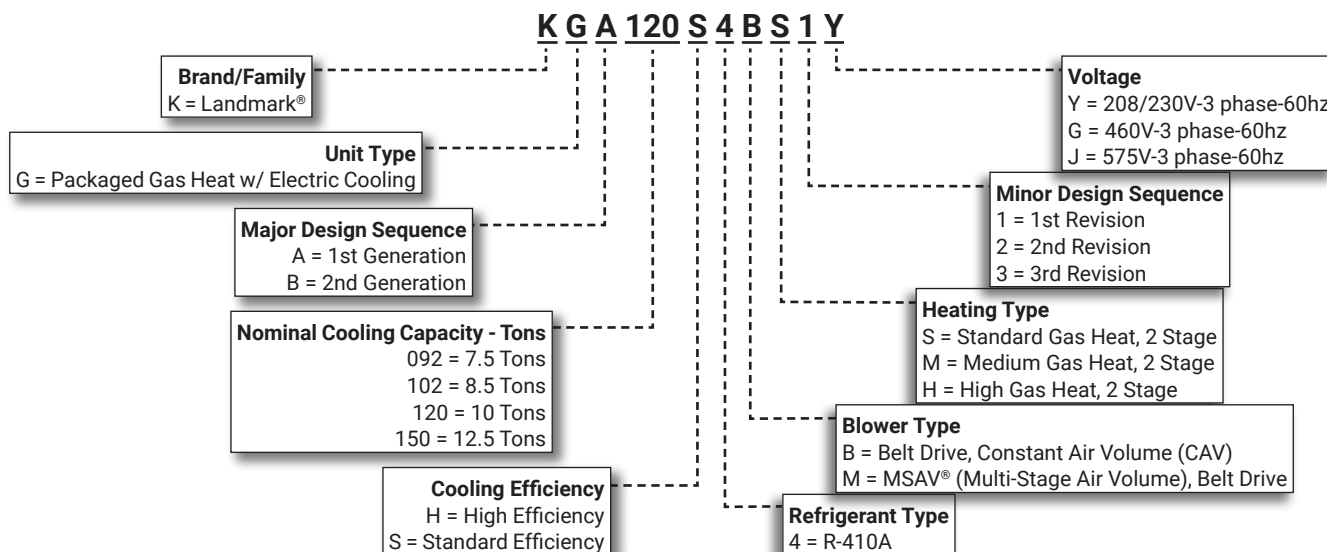 K G A 120 S 4 B S 1 Y
Brand/Family
K = Landmark®
Unit Type
G = Packaged Gas Heat w/ Electric Cooling
Major Design Sequence
A = 1st Generation
B = 2nd Generation
Nominal Cooling Capacity - Tons
092 = 7.5 Tons
102 = 8.5 Tons
120 = 10 Tons
150 = 12.5 Tons
Cooling Efficiency
H = High Efficiency
S = Standard Efficiency
Voltage
Y = 208/230V-3 phase-60hz
G = 460V-3 phase-60hz
J = 575V-3 phase-60hz
Minor Design Sequence
1 = 1st Revision
2 = 2nd Revision
3 = 3rd Revision
Heating Type
S = Standard Gas Heat, 2 Stage
M = Medium Gas Heat, 2 Stage
H = High Gas Heat, 2 Stage
Blower Type
B = Belt Drive, Constant Air Volume (CAV)
M = MSAV® (Multi-Stage Air Volume), Belt Drive
Refrigerant Type
4 = R-410A